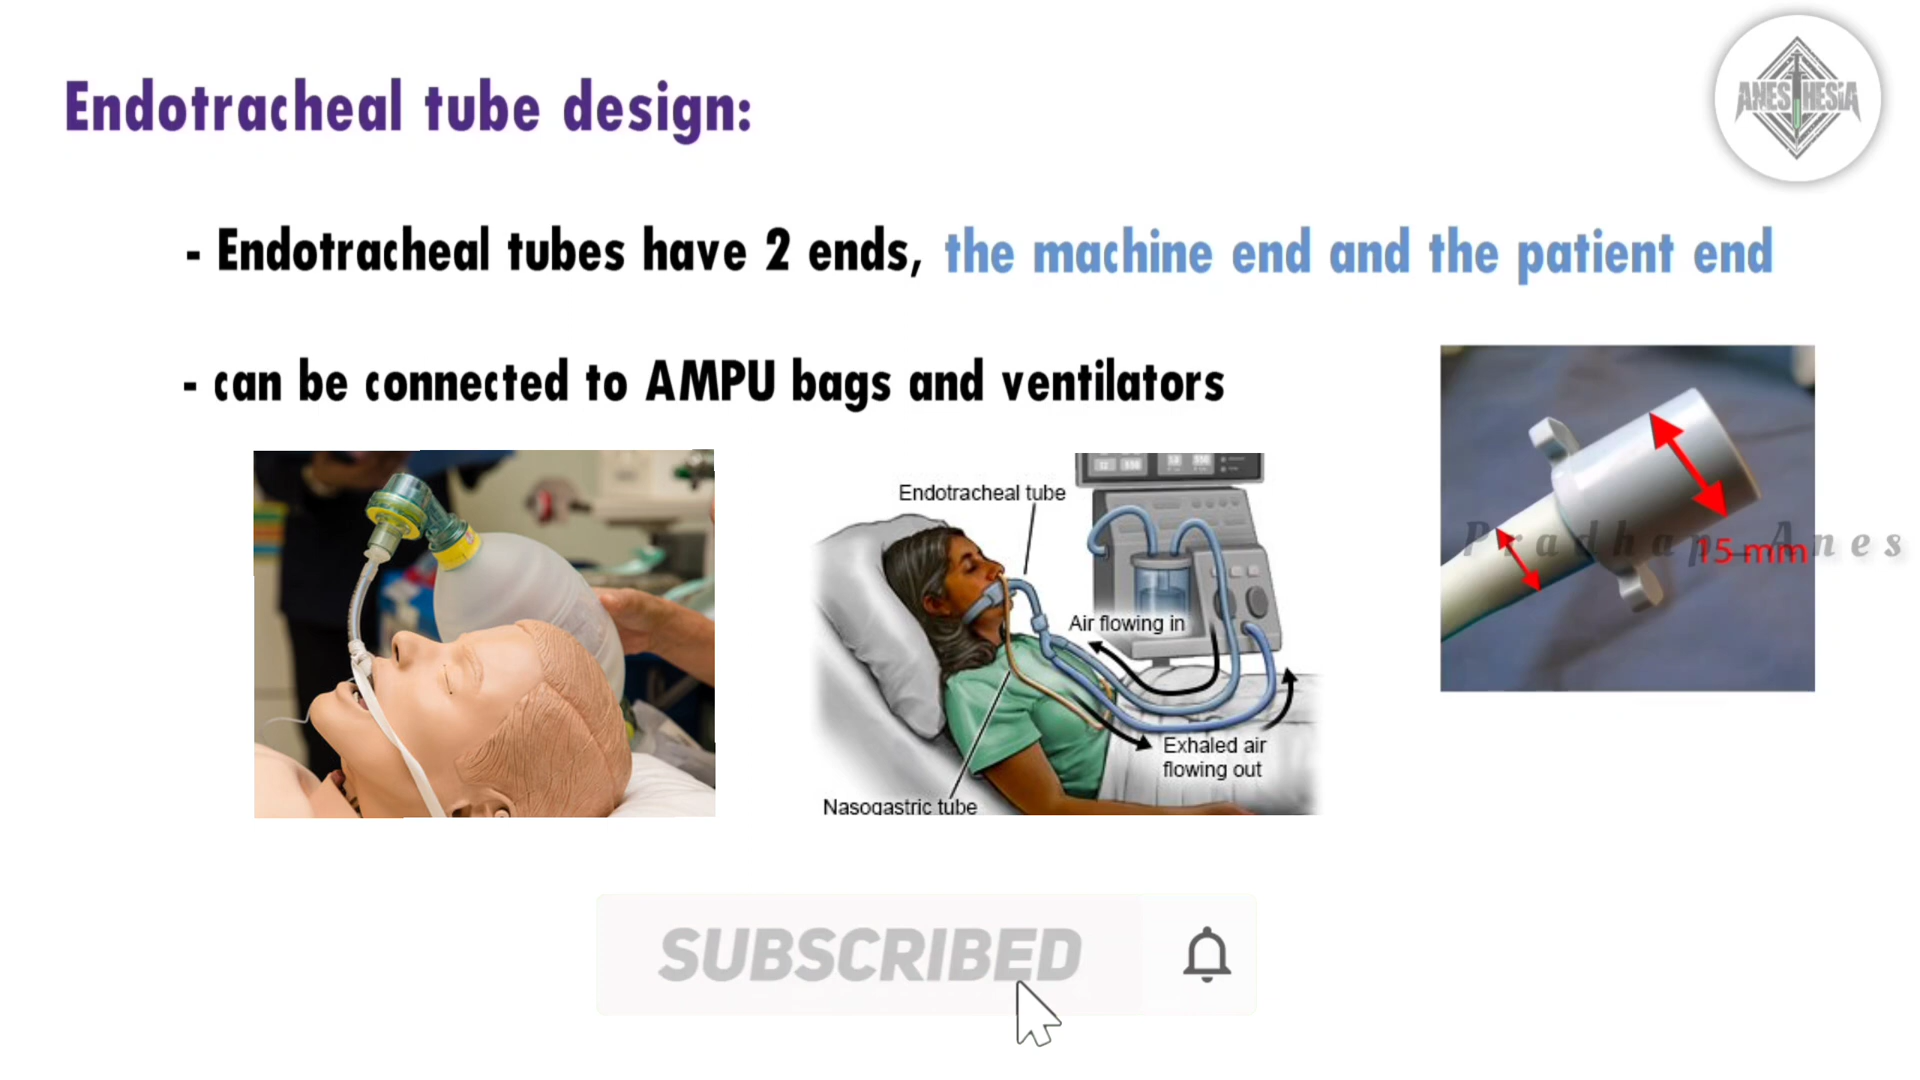 ANESTHESIA
Endotracheal tube design:
- Endotracheal tubes have 2 ends, the machine end and the patient end
- can be connected to AMPU bags and ventilators
Endotracheal tube
Air flowing in
Exhaled air
flowing out
Nasogastric tube
15 mm
Pradhap_Anes
SUBSCRIBED